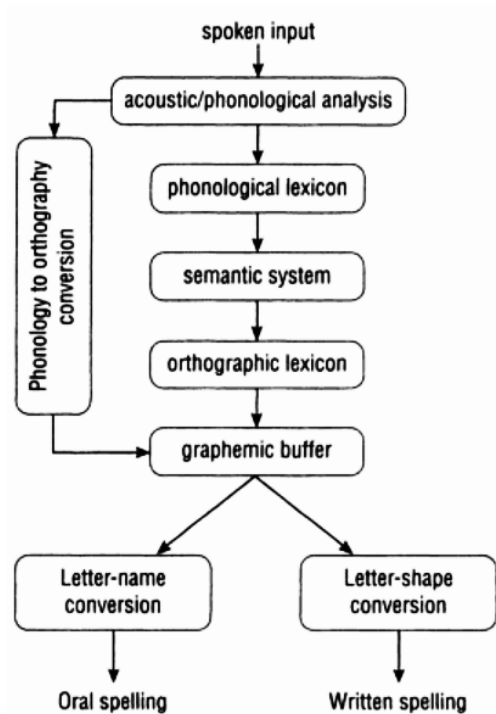 spoken input
acoustic/phonological analysis
Phonology to orthography
conversion
phonological lexicon
semantic system
orthographic lexicon
graphemic buffer
Letter-name
conversion
Letter-shape
conversion
Oral spelling
Written spelling